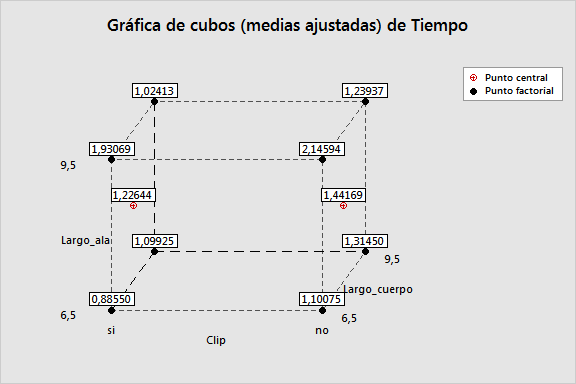 Gráfica de cubos (medias ajustadas) de Tiempo
Punto central
Punto factorial
1,02413
1,23937
1,93069
2,14594
9,5
1,22644
1,44169
Largo_ala
1,09925
1,31450
9,5
0,88550
1,10075
Largo_cuerpo
6,5
6,5
si
no
Clip